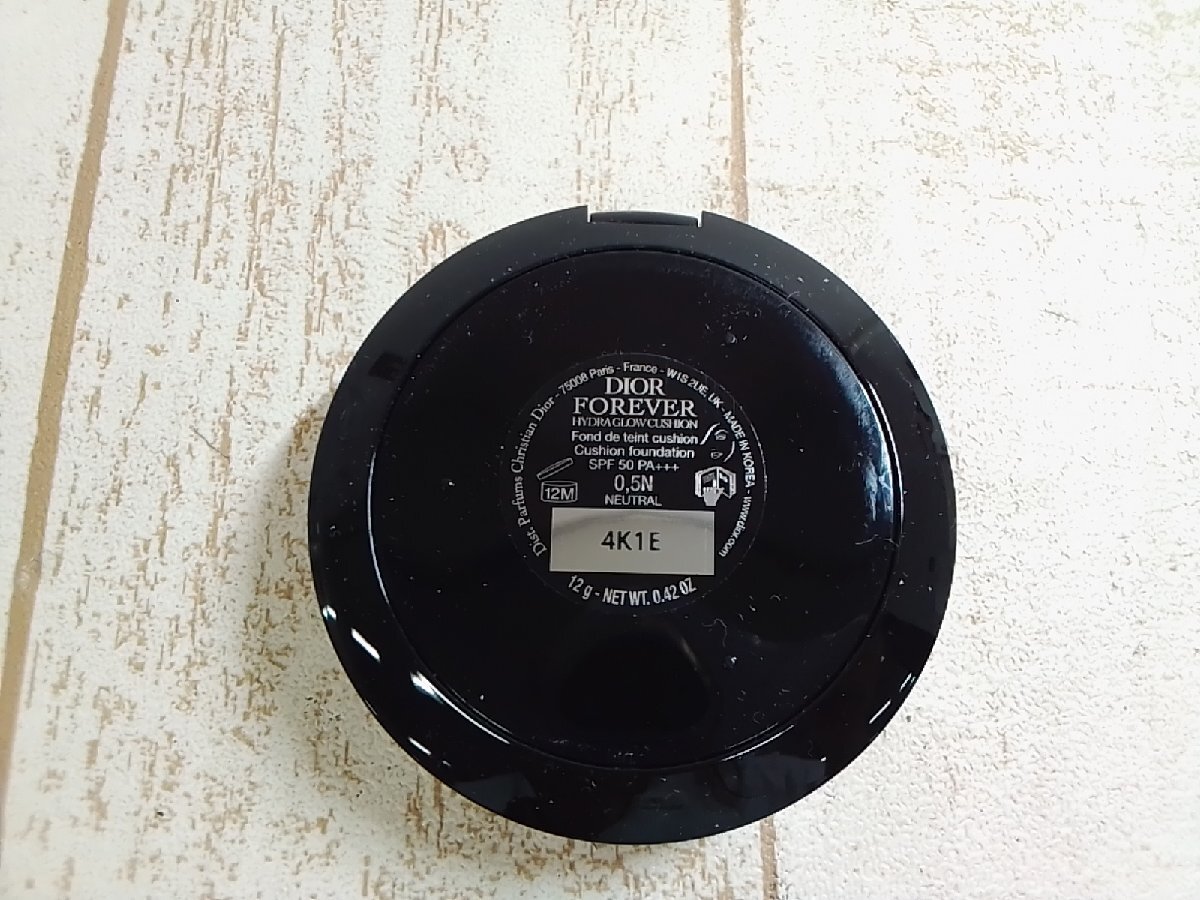 Dist. Parfums Christian Dior - 75008 Paris - France - W1S 2UE, UK - MADE IN KOREA - www.dior.com
DIOR
FOREVER
HYDRA GLOW CUSHION
Fond de teint cushion
Cushion foundation
SPF 50 PA+++
12M
0,5N
NEUTRAL
4K1E
12 g - NET WT. 0.42 OZ